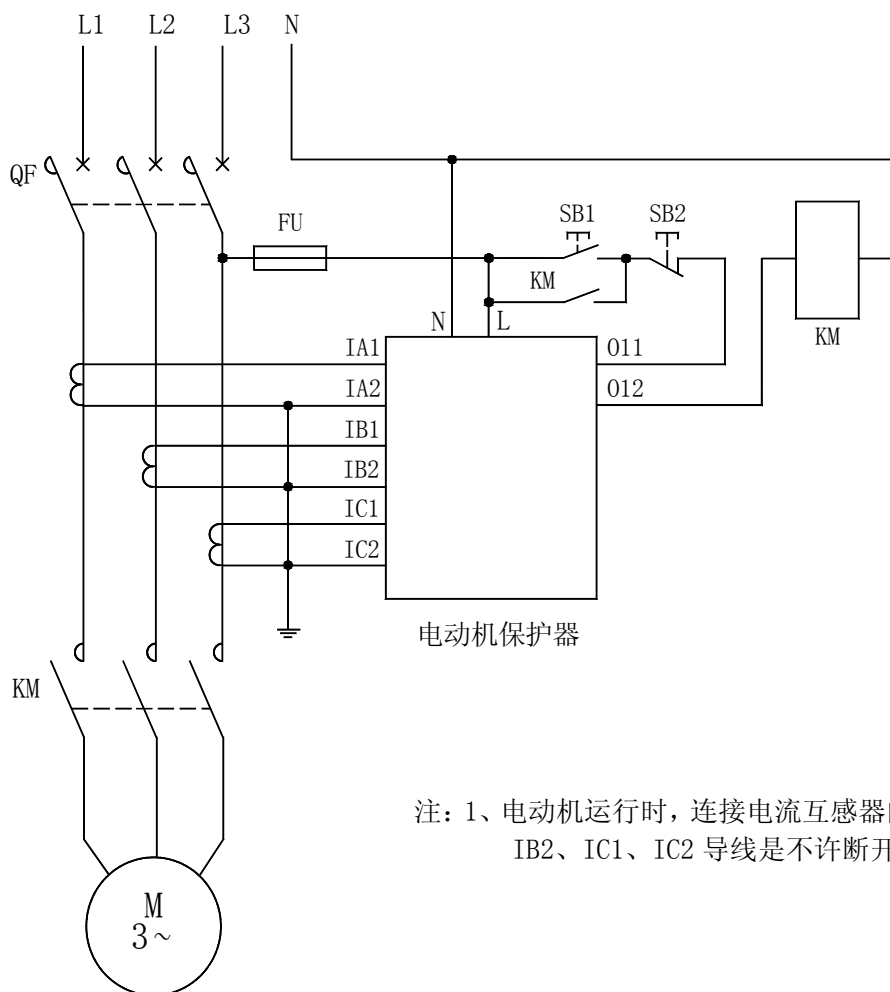 L1 L2 L3 N
QF
FU
SB1 SB2
KM
N L
IA1
O11
KM
IA2
O12
IB1
IB2
IC1
IC2
电动机保护器
KM
注: 1、电动机运行时, 连接电流互感器
IB2、IC1、IC2 导线是不许断开
M
3~